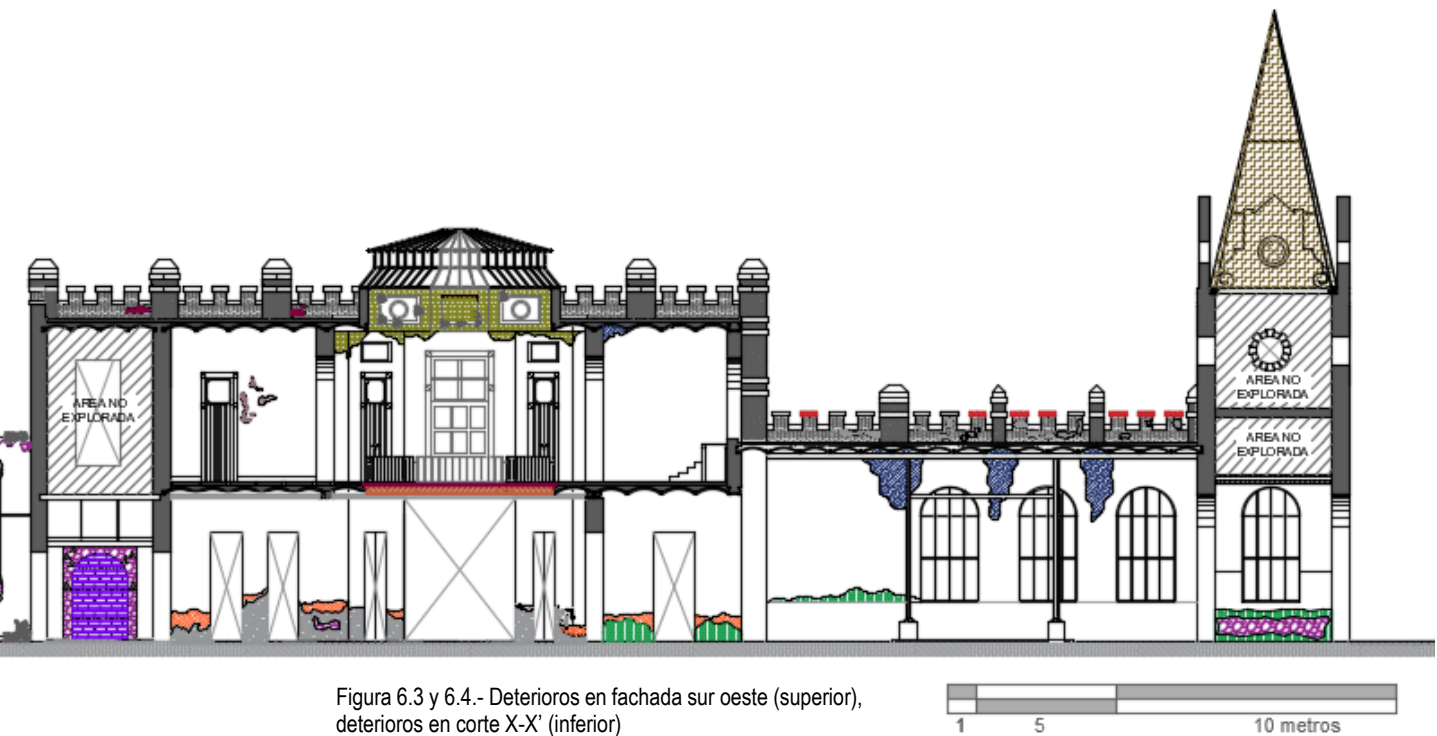 AREA NO
EXPLORADA
AREA NO
EXPLORADA
AREA NO
EXPLORADA
Figura 6.3 y 6.4.- Deterioros en fachada sur oeste (superior),
deterioros en corte X-X’ (inferior)
1 5 10 metros